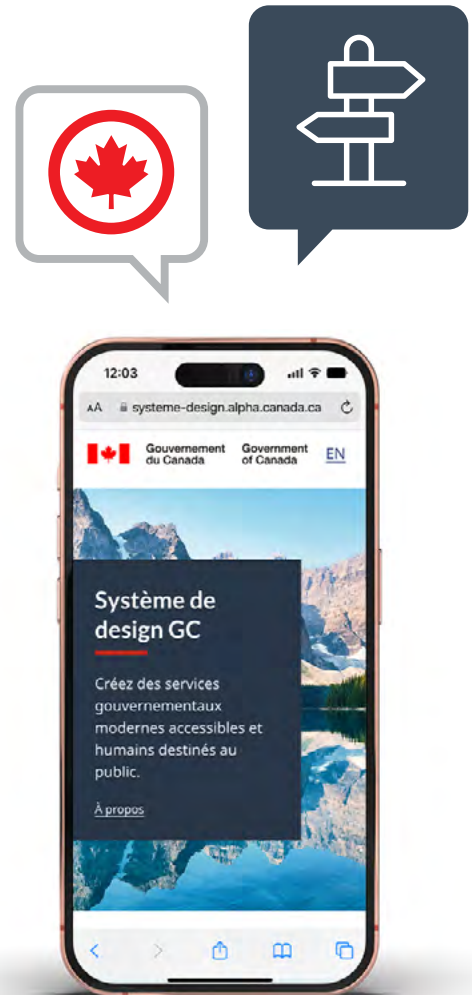 12:03
AA systeme-design.alpha.canada.ca
Gouvernement Government EN
du Canada of Canada
Système de
design GC
Créez des services
gouvernementaux
modernes accessibles et
humains destinés au
public.
À propos